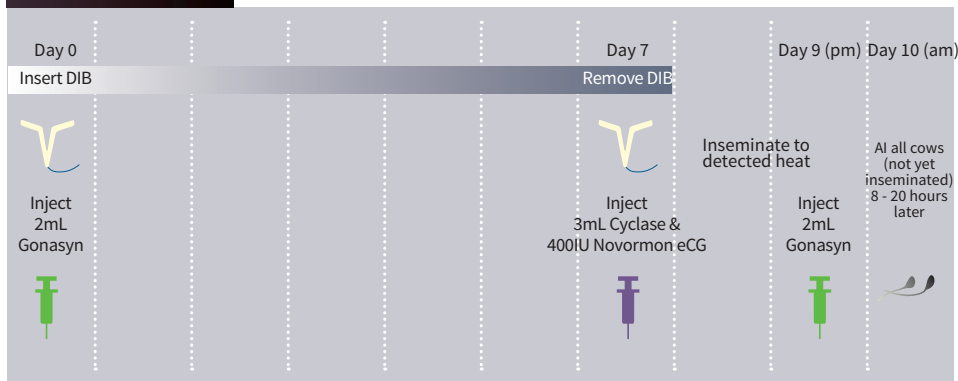 Day 0
Day 7
Day 9 (pm)
Day 10 (am)
Insert DIB
Remove DIB
Inject
2mL
Gonasyn
Inject
3mL Cyclase &
400IU Novormon eCG
Inseminate to
detected heat
Inject
2mL
Gonasyn
AI all cows
(not yet
inseminated)
8 - 20 hours
later